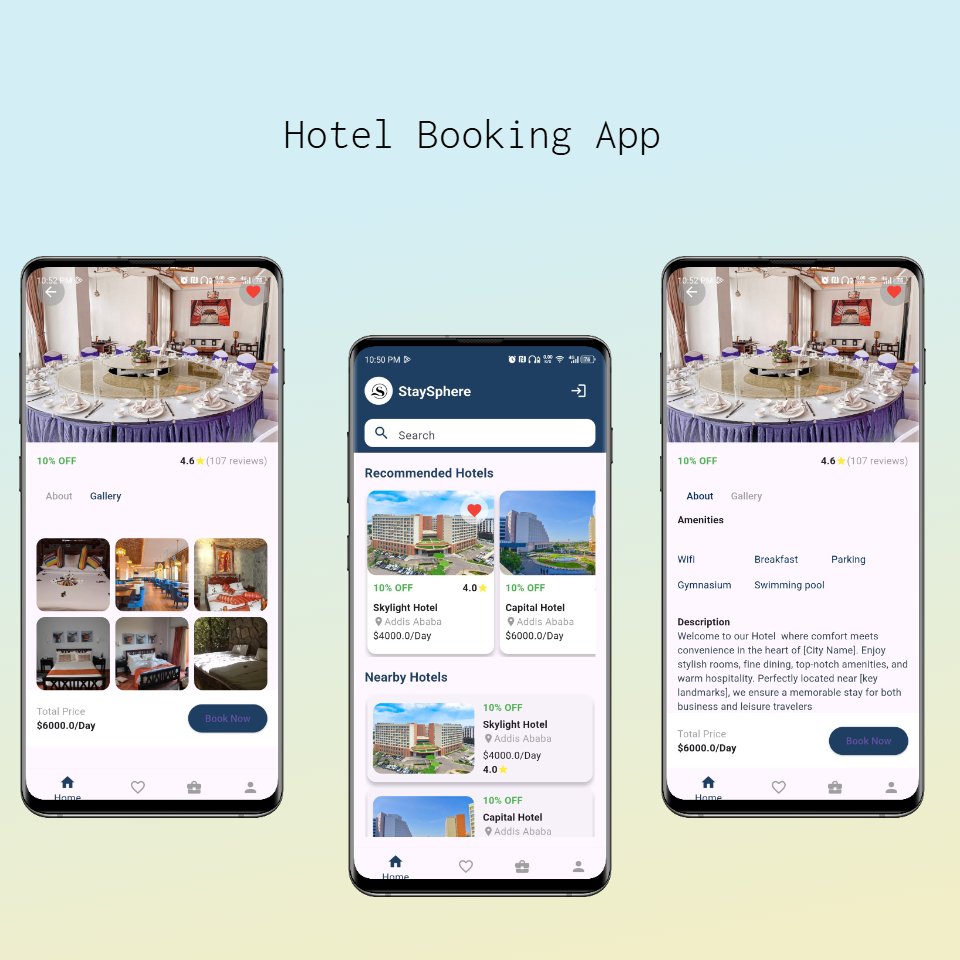 Hotel Booking App
10:52 PM
10% OFF
4.6 (107 reviews)
About Gallery
Total Price
$6000.0/Day
Book Now
Home
10:50 PM
StaySphere
Search
Recommended Hotels
10% OFF 4.0
Skylight Hotel
Addis Ababa
$4000.0/Day
10% OFF
Capital Hotel
Addis Ababa
$6000.0/Day
Nearby Hotels
10% OFF
Skylight Hotel
Addis Ababa
$4000.0/Day
4.0
10% OFF
Capital Hotel
Addis Ababa
Home
10:52 PM
10% OFF
4.6 (107 reviews)
About Gallery
Amenities
Wifi Breakfast Parking
Gymnasium Swimming pool
Description
Welcome to our Hotel where comfort meets
convenience in the heart of [City Name]. Enjoy
stylish rooms, fine dining, top-notch amenities, and
warm hospitality. Perfectly located near [key
landmarks], we ensure a memorable stay for both
business and leisure travelers
Total Price
$6000.0/Day
Book Now
Home